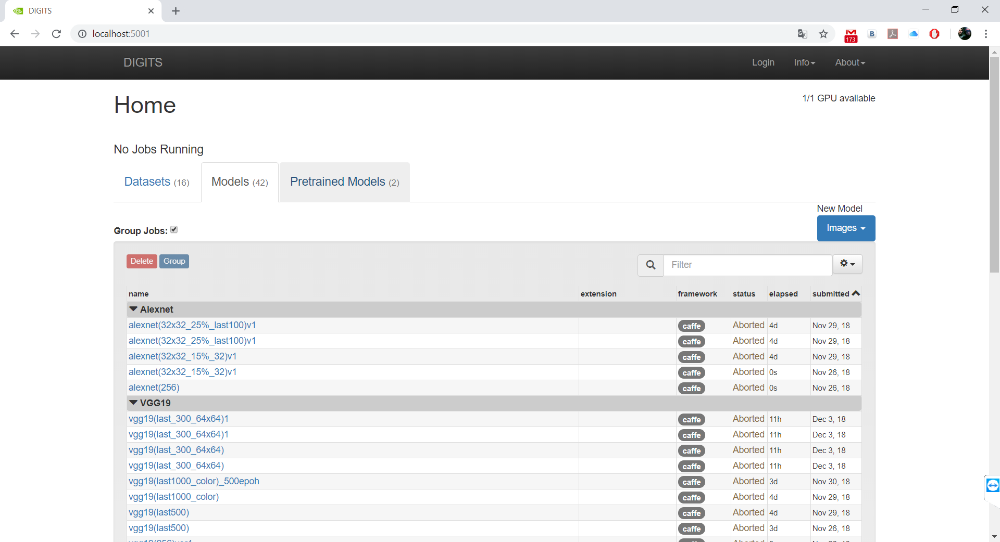 DIGITS
localhost:5001
173
B
DIGITS
Login Info About
Home
1/1 GPU available
No Jobs Running
Datasets (16) Models (42) Pretrained Models (2)
New Model
Group Jobs:
Images
Delete Group
Filter
name extension framework status elapsed submitted
Alexnet
alexnet(32x32_25%_last100)v1 caffe Aborted 4d Nov 29, 18
alexnet(32x32_25%_last100)v1 caffe Aborted 4d Nov 29, 18
alexnet(32x32_15%_32)v1 caffe Aborted 4d Nov 29, 18
alexnet(32x32_15%_32)v1 caffe Aborted 0s Nov 26, 18
alexnet(256) caffe Aborted 0s Nov 26, 18
VGG19
vgg19(last_300_64x64)1 caffe Aborted 11h Dec 3, 18
vgg19(last_300_64x64)1 caffe Aborted 11h Dec 3, 18
vgg19(last_300_64x64) caffe Aborted 11h Dec 3, 18
vgg19(last_300_64x64) caffe Aborted 11h Dec 3, 18
vgg19(last1000_color)_500epoh caffe Aborted 3d Nov 30, 18
vgg19(last1000_color) caffe Aborted 4d Nov 29, 18
vgg19(last500) caffe Aborted 4d Nov 29, 18
vgg19(last500) caffe Aborted 3d Nov 26, 18